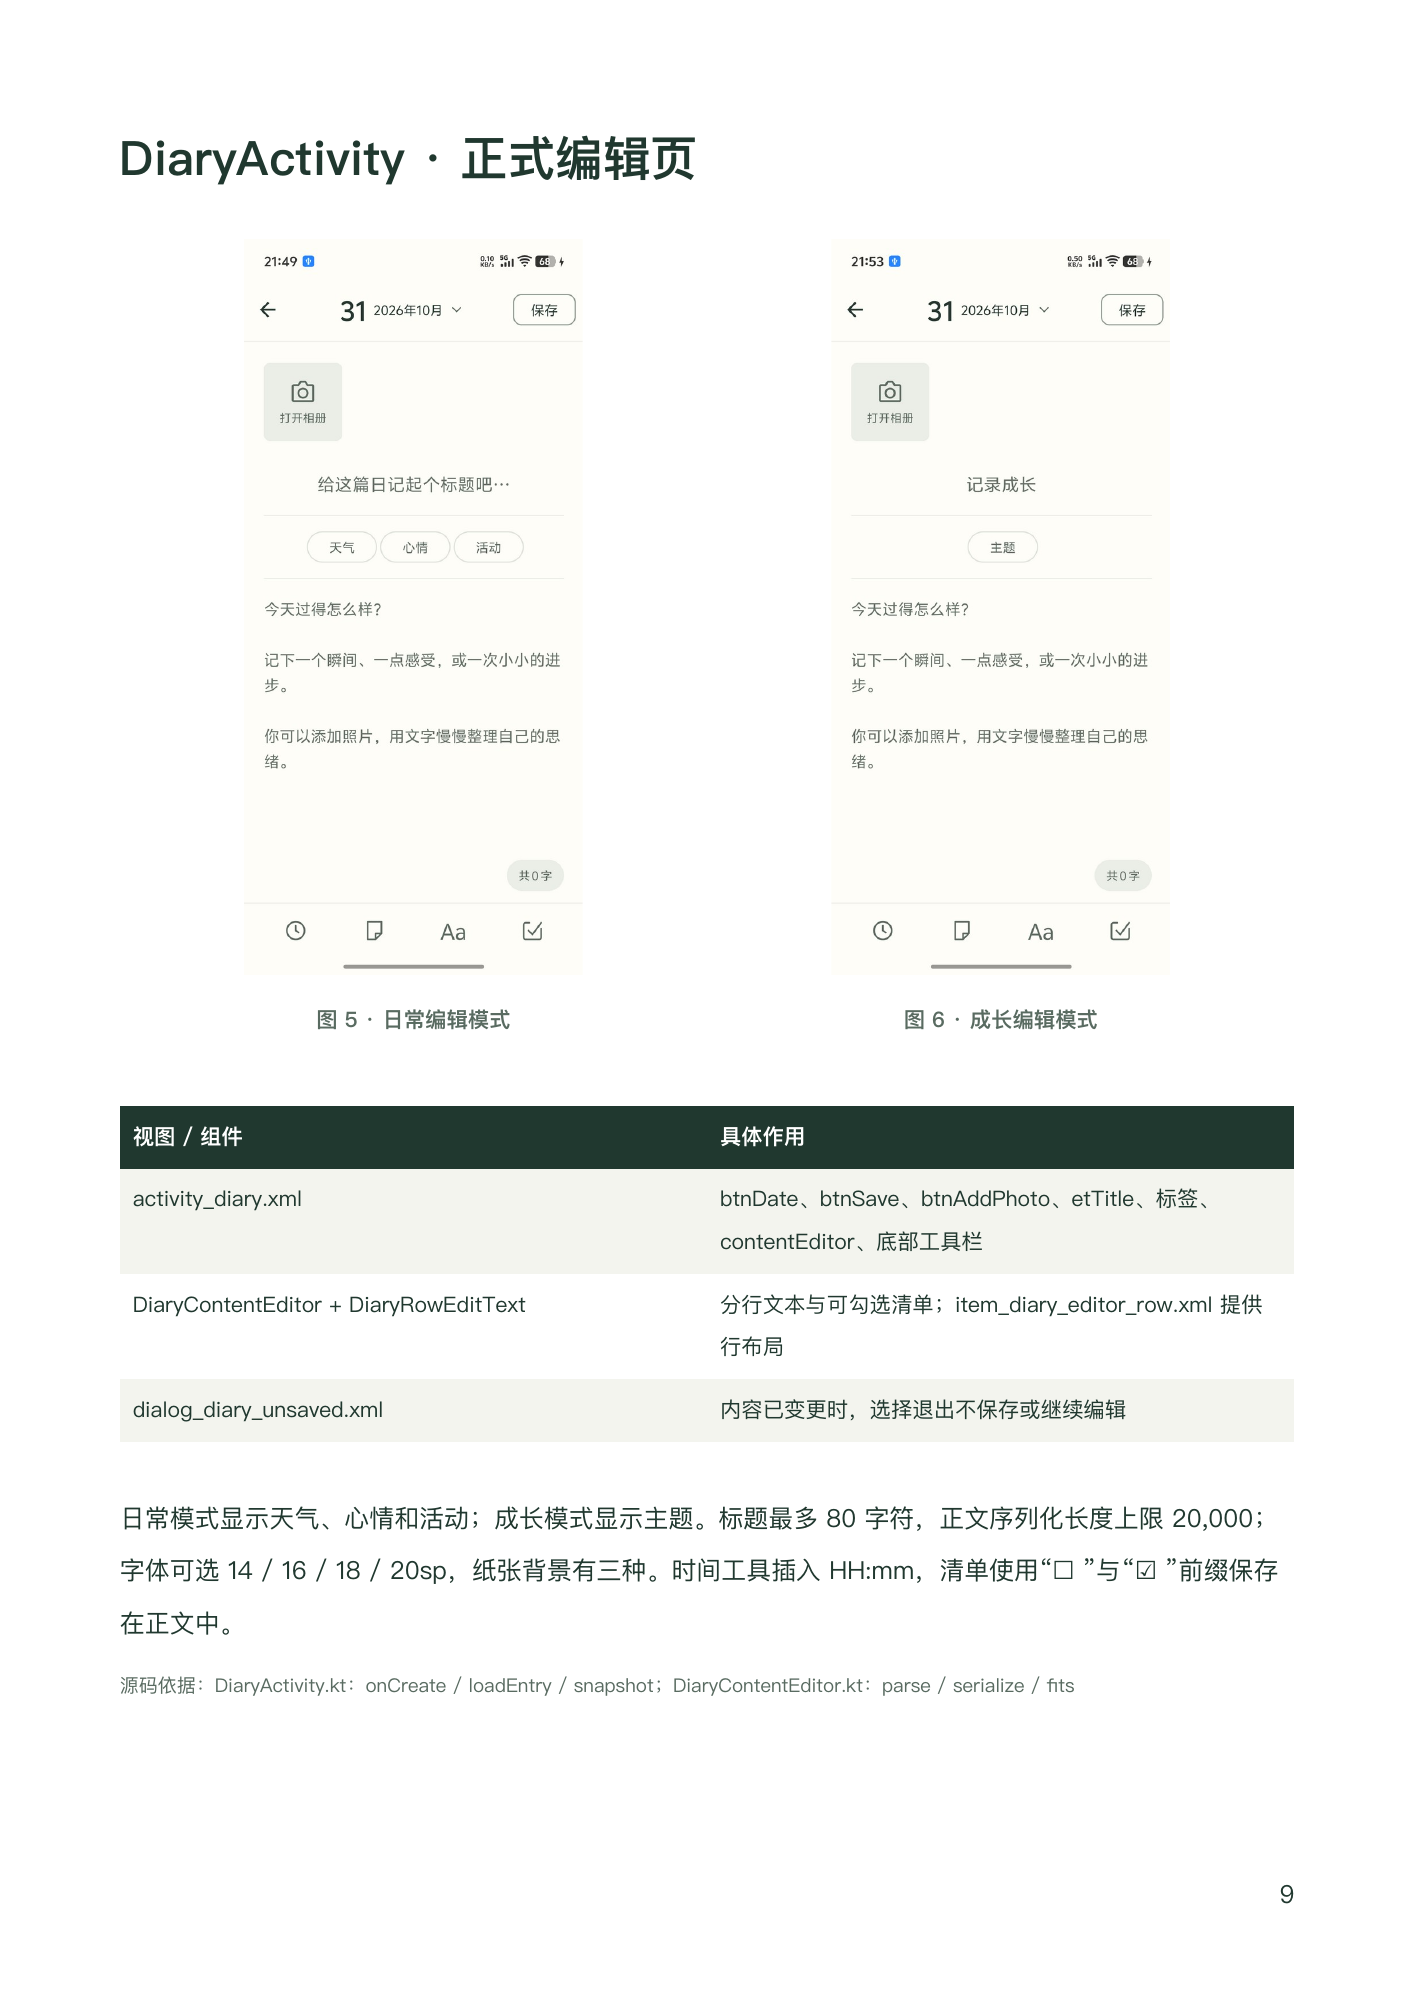 DiaryActivity · 正式编辑页
21:49
0.10 KB/s 5G 68
31 2026年10月
保存
打开相册
给这篇日记起个标题吧…
天气 心情 活动
今天过得怎么样？
记下一个瞬间、一点感受，或一次小小的进
步。
你可以添加照片，用文字慢慢整理自己的思
绪。
共0字
Aa
图 5 · 日常编辑模式
21:53
0.50 KB/s 5G 68
31 2026年10月
保存
打开相册
记录成长
主题
今天过得怎么样？
记下一个瞬间、一点感受，或一次小小的进
步。
你可以添加照片，用文字慢慢整理自己的思
绪。
共0字
Aa
图 6 · 成长编辑模式
视图 / 组件 具体作用
activity_diary.xml btnDate、btnSave、btnAddPhoto、etTitle、标签、
contentEditor、底部工具栏
DiaryContentEditor + DiaryRowEditText 分行文本与可勾选清单；item_diary_editor_row.xml 提供
行布局
dialog_diary_unsaved.xml 内容已变更时，选择退出不保存或继续编辑
日常模式显示天气、心情和活动；成长模式显示主题。标题最多 80 字符，正文序列化长度上限 20,000；
字体可选 14 / 16 / 18 / 20sp，纸张背景有三种。时间工具插入 HH:mm，清单使用“☐ ”与“☑ ”前缀保存
在正文中。
源码依据：DiaryActivity.kt：onCreate / loadEntry / snapshot；DiaryContentEditor.kt：parse / serialize / fits
9